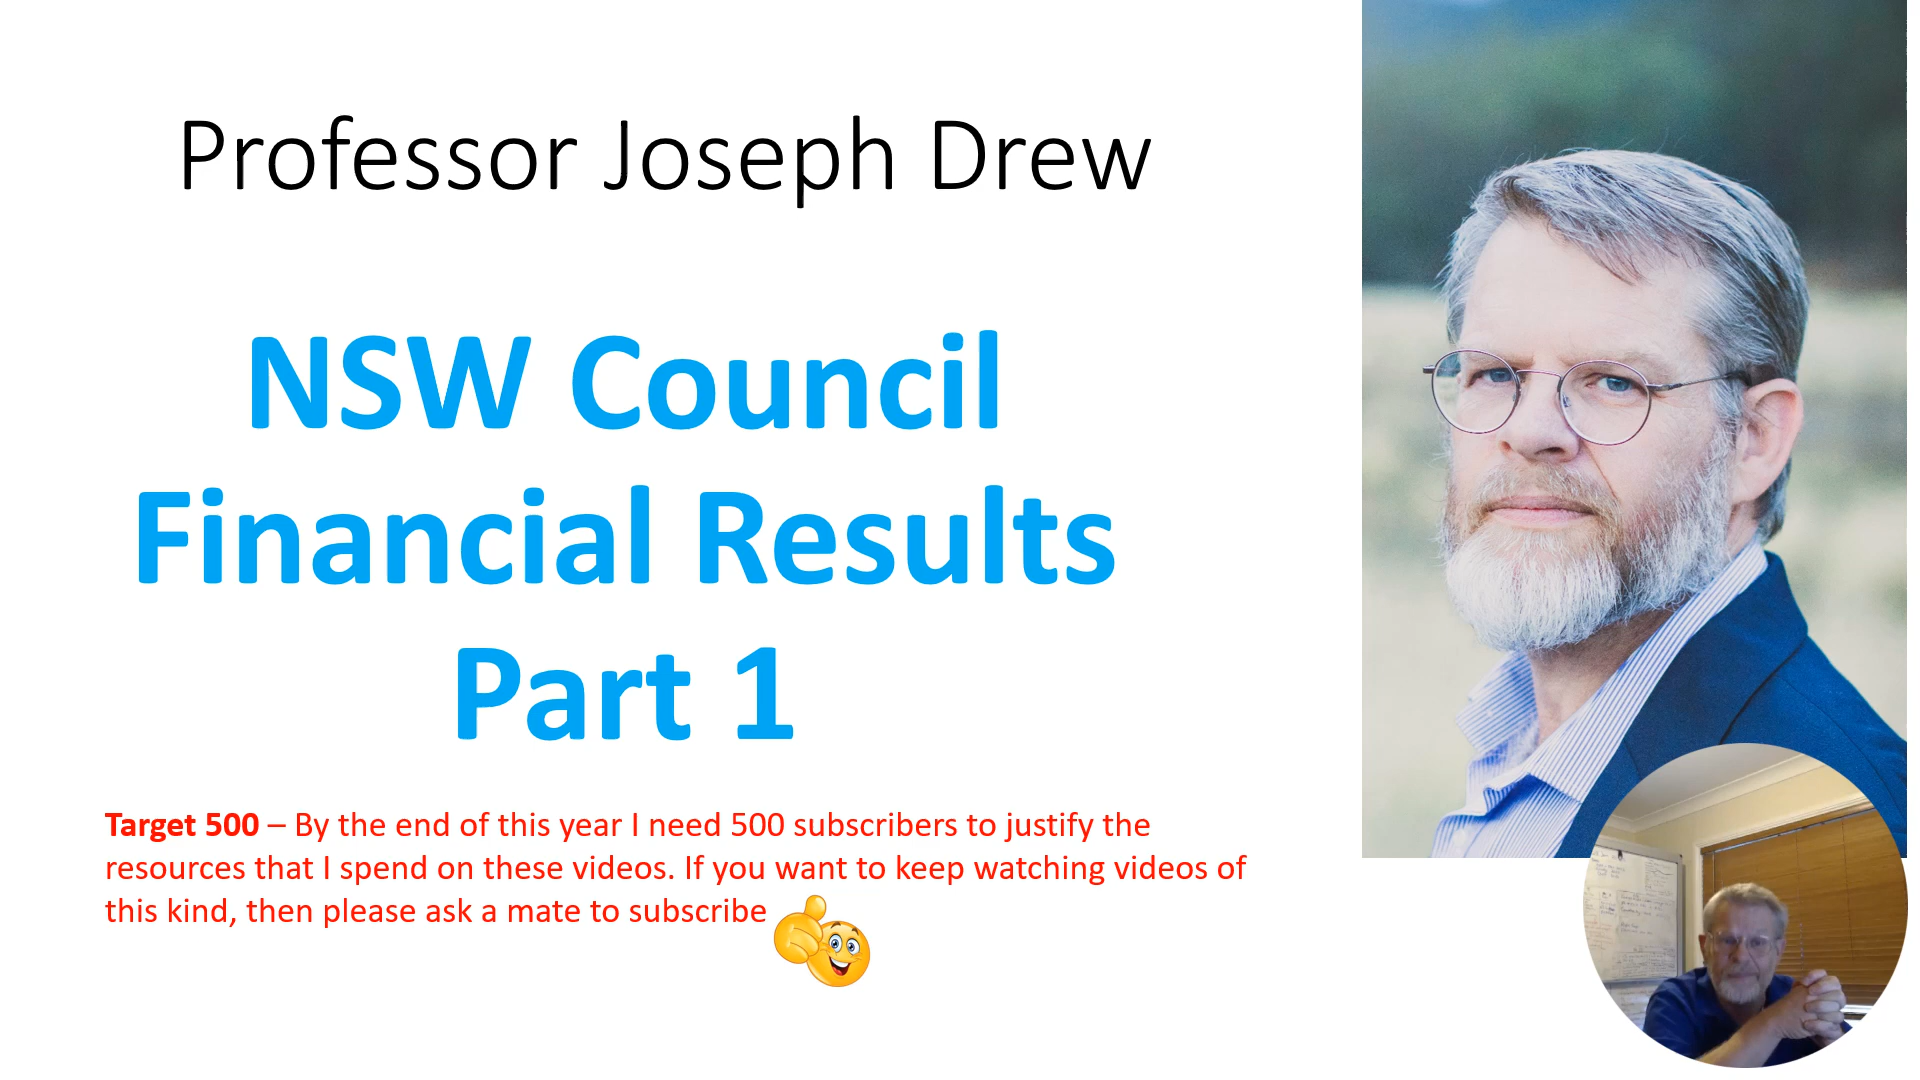 Professor Joseph Drew
NSW Council
Financial Results
Part 1
Target 500 – By the end of this year I need 500 subscribers to justify the
resources that I spend on these videos. If you want to keep watching videos of
this kind, then please ask a mate to subscribe